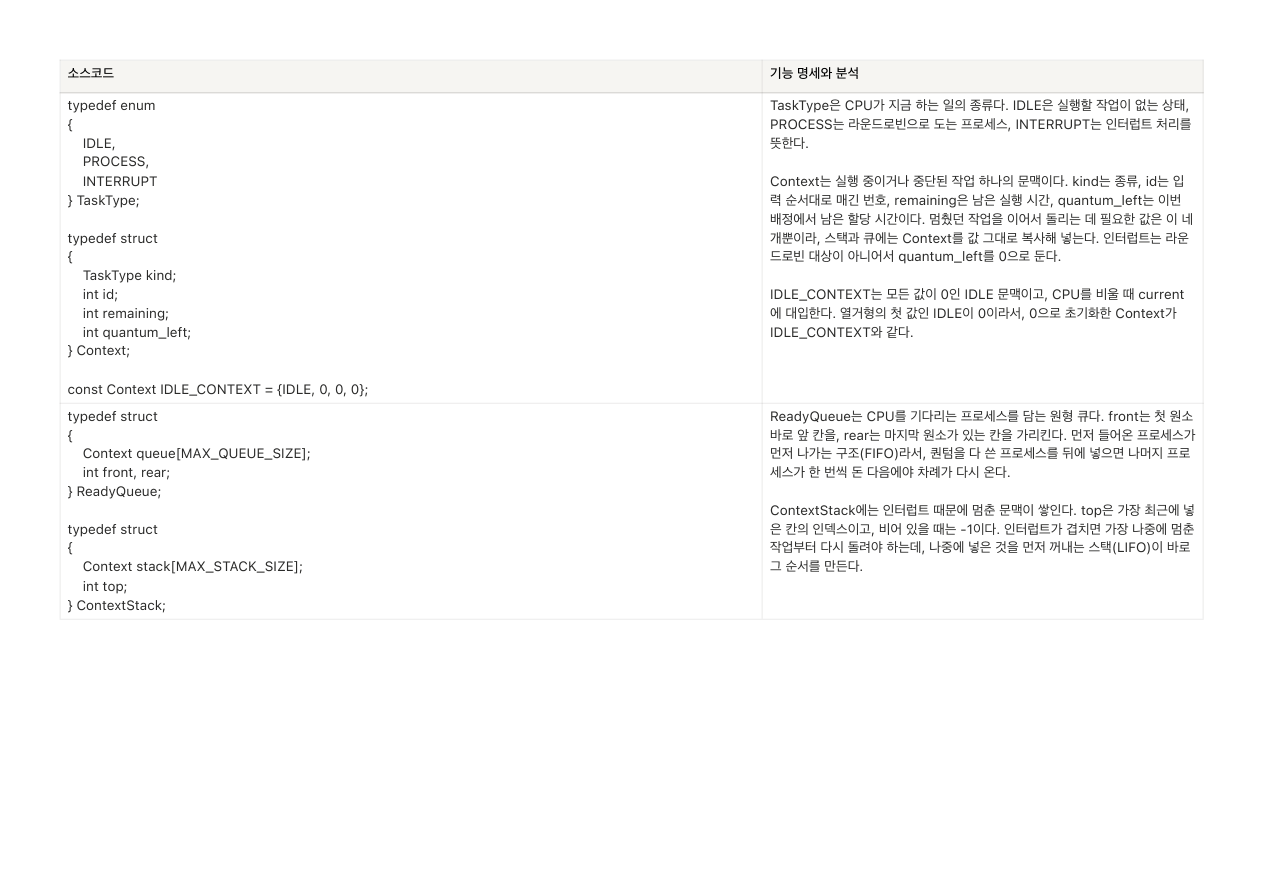 소스코드
기능 명세와 분석
typedef enum
{
    IDLE,
    PROCESS,
    INTERRUPT
} TaskType;

typedef struct
{
    TaskType kind;
    int id;
    int remaining;
    int quantum_left;
} Context;

const Context IDLE_CONTEXT = {IDLE, 0, 0, 0};
TaskType은 CPU가 지금 하는 일의 종류다. IDLE은 실행할 작업이 없는 상태,
PROCESS는 라운드로빈으로 도는 프로세스, INTERRUPT는 인터럽트 처리를
뜻한다.

Context는 실행 중이거나 중단된 작업 하나의 문맥이다. kind는 종류, id는 입
력 순서대로 매긴 번호, remaining은 남은 실행 시간, quantum_left는 이번
배정에서 남은 할당 시간이다. 멈췄던 작업을 이어서 돌리는 데 필요한 값은 이 네
개뿐이라, 스택과 큐에는 Context를 값 그대로 복사해 넣는다. 인터럽트는 라운
드로빈 대상이 아니어서 quantum_left를 0으로 둔다.

IDLE_CONTEXT는 모든 값이 0인 IDLE 문맥이고, CPU를 비울 때 current
에 대입한다. 열거형의 첫 값인 IDLE이 0이라서, 0으로 초기화한 Context가
IDLE_CONTEXT와 같다.
typedef struct
{
    Context queue[MAX_QUEUE_SIZE];
    int front, rear;
} ReadyQueue;

typedef struct
{
    Context stack[MAX_STACK_SIZE];
    int top;
} ContextStack;
ReadyQueue는 CPU를 기다리는 프로세스를 담는 원형 큐다. front는 첫 원소
바로 앞 칸을, rear는 마지막 원소가 있는 칸을 가리킨다. 먼저 들어온 프로세스가
먼저 나가는 구조(FIFO)라서, 퀀텀을 다 쓴 프로세스를 뒤에 넣으면 나머지 프로
세스가 한 번씩 돈 다음에야 차례가 다시 온다.

ContextStack에는 인터럽트 때문에 멈춘 문맥이 쌓인다. top은 가장 최근에 넣
은 칸의 인덱스이고, 비어 있을 때는 -1이다. 인터럽트가 겹치면 가장 나중에 멈춘
작업부터 다시 돌려야 하는데, 나중에 넣은 것을 먼저 꺼내는 스택(LIFO)이 바로
그 순서를 만든다.